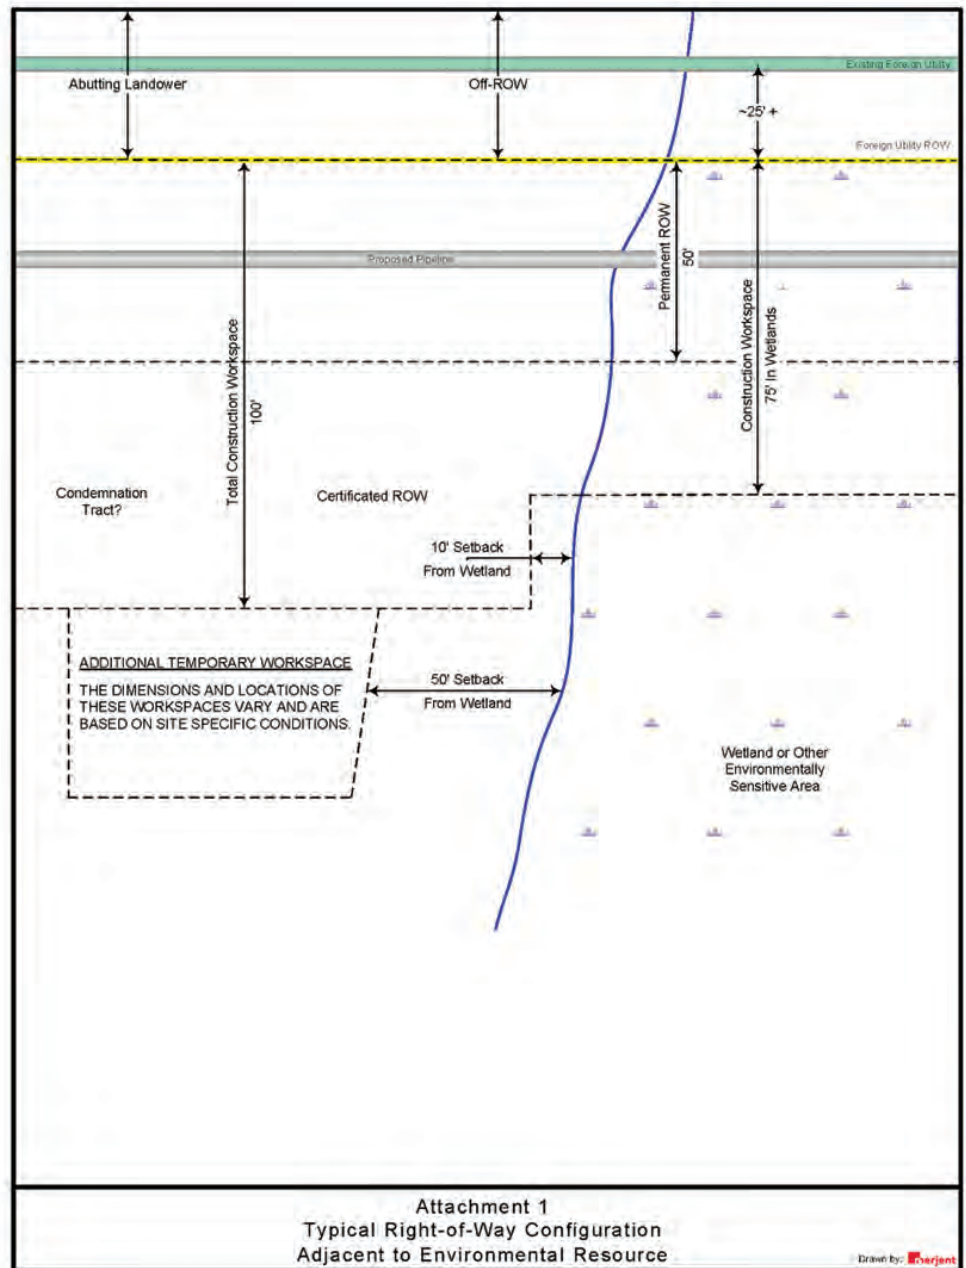 Existing Foreign Utility
Abutting Landower
Off-ROW
~25' +
Foreign Utility ROW
Proposed Pipeline
Permanent ROW
50'
Total Construction Workspace
100'
Construction Workspace
75' In Wetlands
Condemnation
Tract?
Certificated ROW
10' Setback
From Wetland
ADDITIONAL TEMPORARY WORKSPACE
THE DIMENSIONS AND LOCATIONS OF
THESE WORKSPACES VARY AND ARE
BASED ON SITE SPECIFIC CONDITIONS.
50' Setback
From Wetland
Wetland or Other
Environmentally
Sensitive Area
Attachment 1
Typical Right-of-Way Configuration
Adjacent to Environmental Resource
Drawn by: merjent